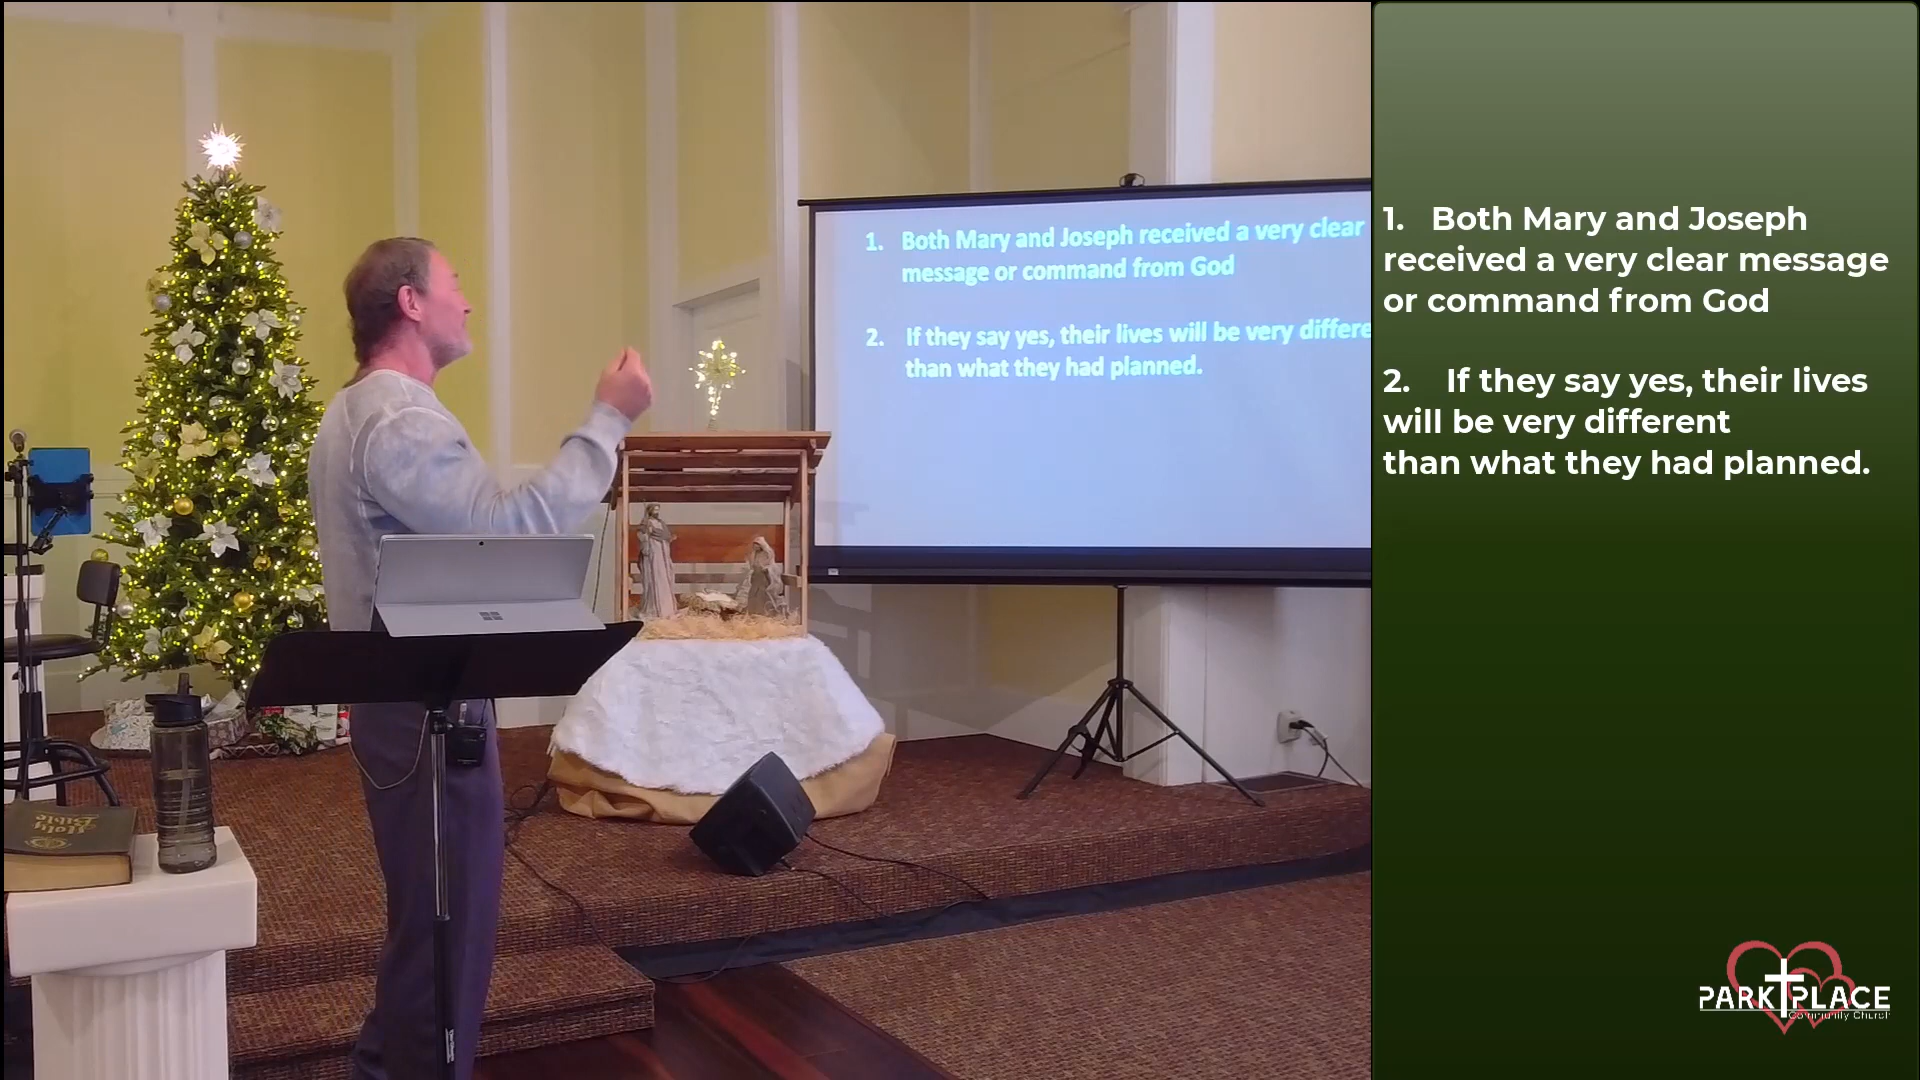 1. Both Mary and Joseph received a very clear
message or command from God
2. If they say yes, their lives will be very differe
than what they had planned.
Holy
Bible
1. Both Mary and Joseph
received a very clear message
or command from God
2. If they say yes, their lives
will be very different
than what they had planned.
PARK PLACE
Community Church